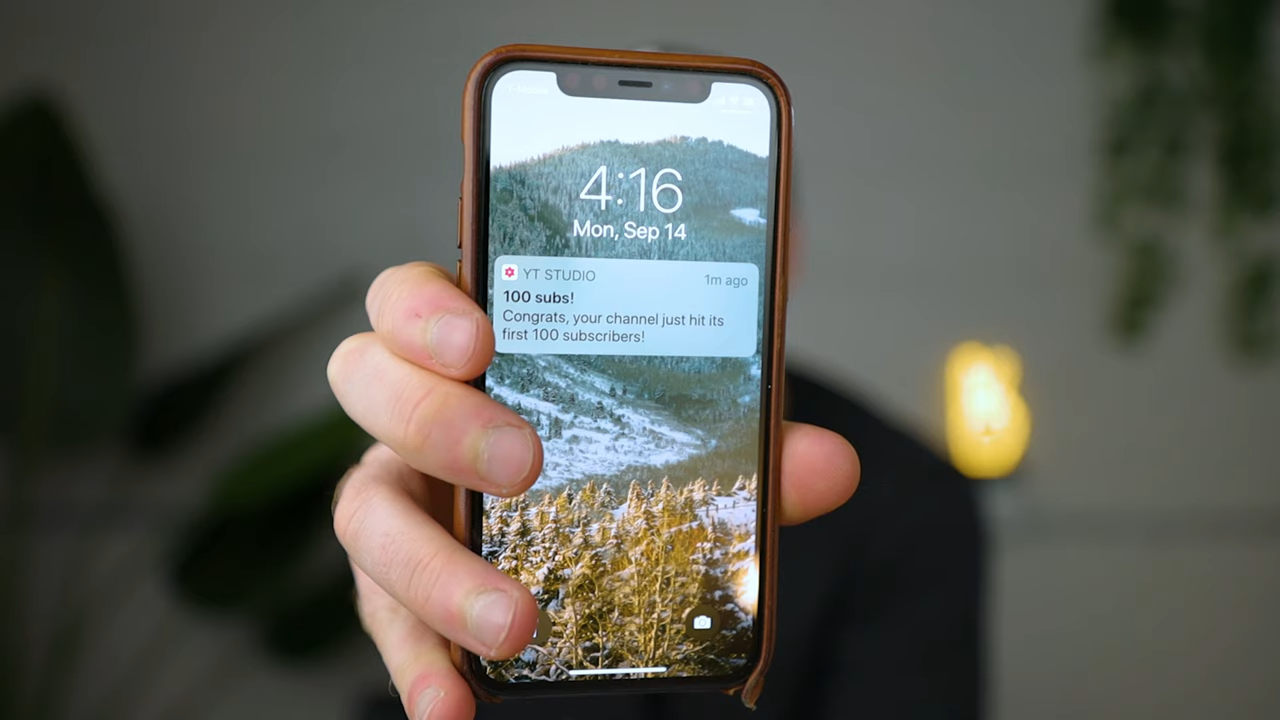 4:16
Mon, Sep 14
YT STUDIO 1m ago
100 subs!
Congrats, your channel just hit its
first 100 subscribers!